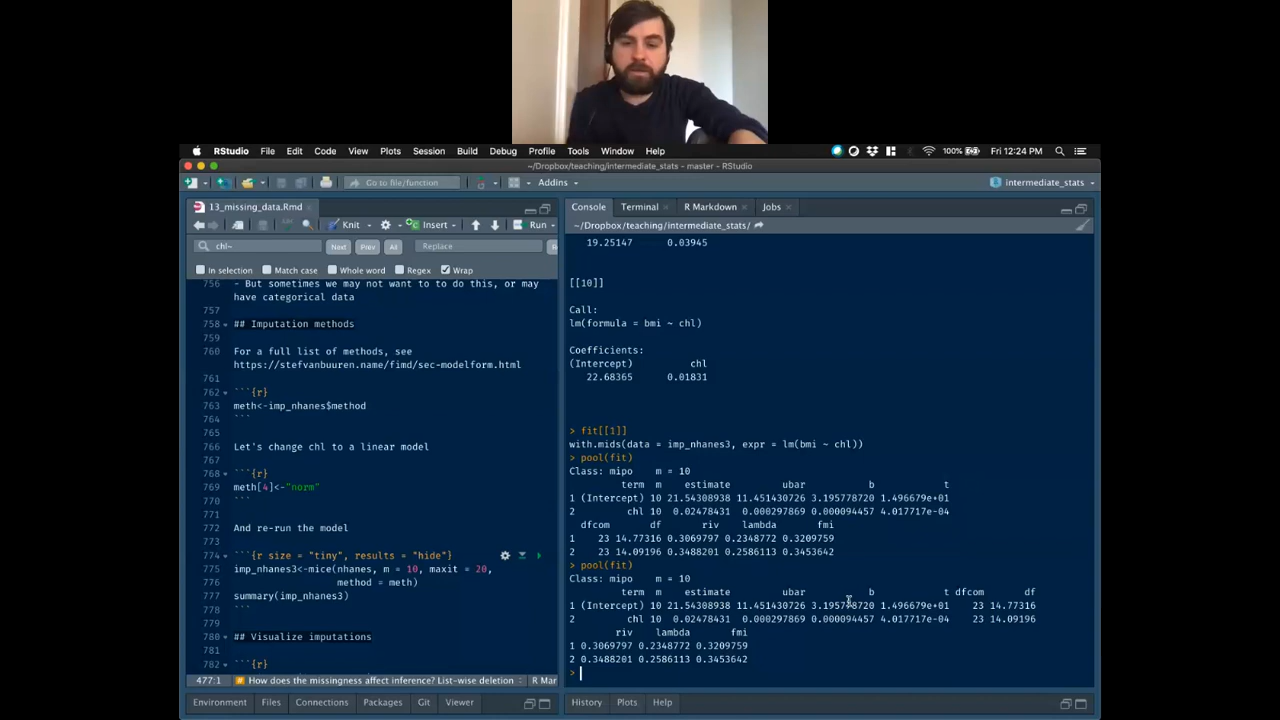 RStudio File Edit Code View Plots Session Build Debug Profile Tools Window Help 100% Fri 12:24 PM
~/Dropbox/teaching/intermediate_stats - master - RStudio
Go to file/function Addins intermediate_stats
13_missing_data.Rmd
Knit Insert Run
chl~ Next Prev All Replace
In selection Match case Whole word Regex Wrap
756 - But sometimes we may not want to to do this, or may
have categorical data
757
758 ## Imputation methods
759
760 For a full list of methods, see
https://stefvanbuuren.name/fimd/sec-modelform.html
761
762 ```{r}
763 meth<-imp_nhanes$method
764 ```
765
766 Let's change chl to a linear model
767
768 ```{r}
769 meth[4]<-"norm"
770 ```
771
772 And re-run the model
773
774 ```{r size = "tiny", results = "hide"}
775 imp_nhanes3<-mice(nhanes, m = 10, maxit = 20,
776 method = meth)
777 summary(imp_nhanes3)
778 ```
779
780 ## Visualize imputations
781
782 ```{r}
477:1 How does the missingness affect inference? List-wise deletion R Mar
Environment Files Connections Packages Git Viewer
Console Terminal R Markdown Jobs
~/Dropbox/teaching/intermediate_stats/
19.25147 0.03945
[[10]]
Call:
lm(formula = bmi ~ chl)
Coefficients:
(Intercept) chl
22.68365 0.01831
> fit[[1]]
with.mids(data = imp_nhanes3, expr = lm(bmi ~ chl))
> pool(fit)
Class: mipo m = 10
term m estimate ubar b t
1 (Intercept) 10 21.54308938 11.451430726 3.195778720 1.496679e+01
2 chl 10 0.02478431 0.000297869 0.000094457 4.017717e-04
dfcom df riv lambda fmi
1 23 14.77316 0.3069797 0.2348772 0.3209759
2 23 14.09196 0.3488201 0.2586113 0.3453642
> pool(fit)
Class: mipo m = 10
term m estimate ubar b t dfcom df
1 (Intercept) 10 21.54308938 11.451430726 3.195778720 1.496679e+01 23 14.77316
2 chl 10 0.02478431 0.000297869 0.000094457 4.017717e-04 23 14.09196
riv lambda fmi
1 0.3069797 0.2348772 0.3209759
2 0.3488201 0.2586113 0.3453642
>
History Plots Help